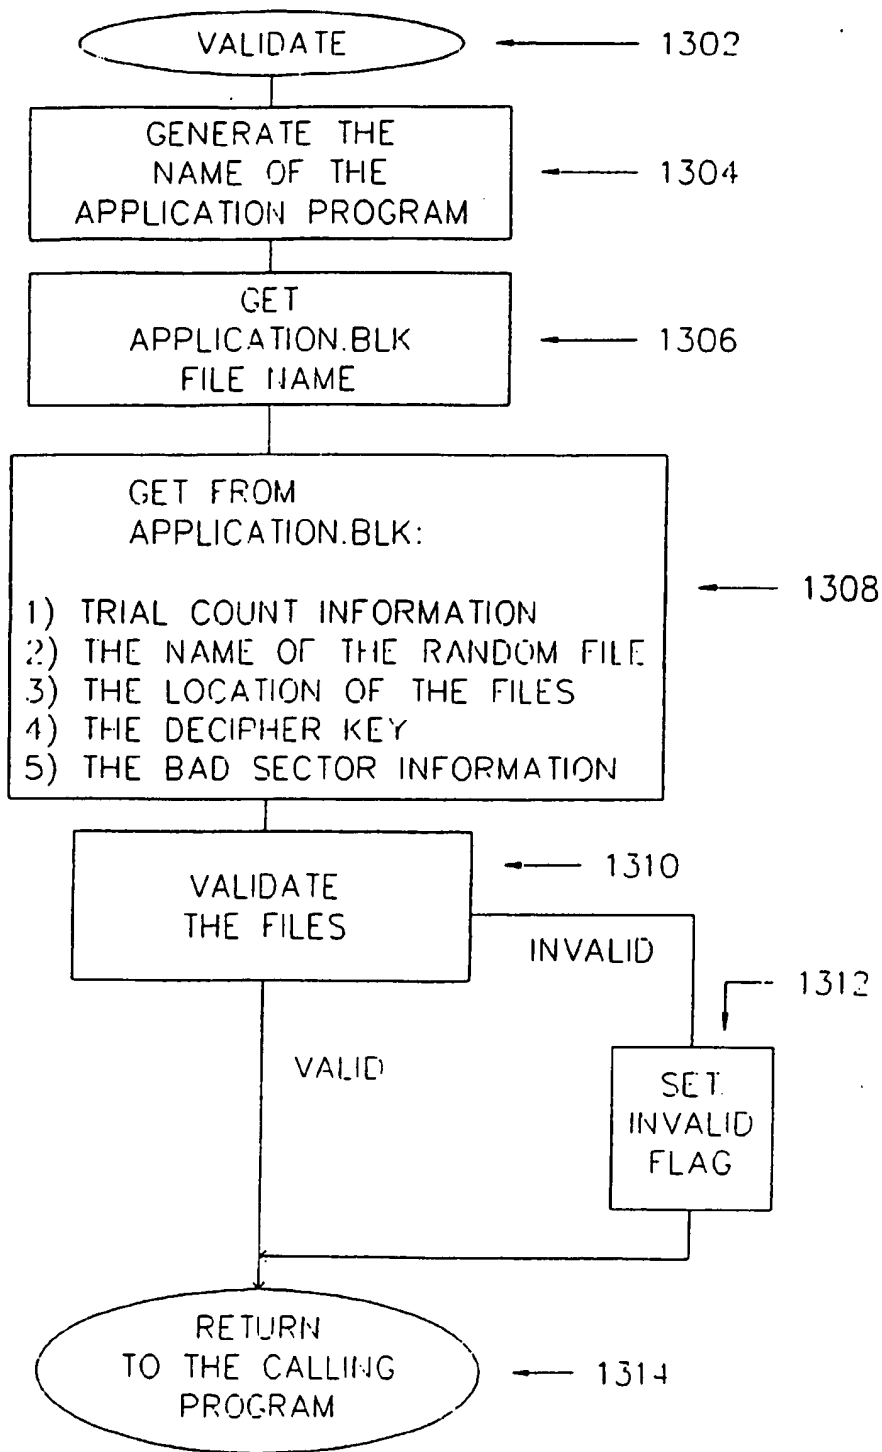 VALIDATE
1302
GENERATE THE
NAME OF THE
APPLICATION PROGRAM
1304
GET
APPLICATION.BLK
FILE NAME
1306
GET FROM
APPLICATION.BLK:
1) TRIAL COUNT INFORMATION
2) THE NAME OF THE RANDOM FILE
3) THE LOCATION OF THE FILES
4) THE DECIPHER KEY
5) THE BAD SECTOR INFORMATION
1308
VALIDATE
THE FILES
1310
INVALID
1312
VALID
SET
INVALID
FLAG
RETURN
TO THE CALLING
PROGRAM
1314